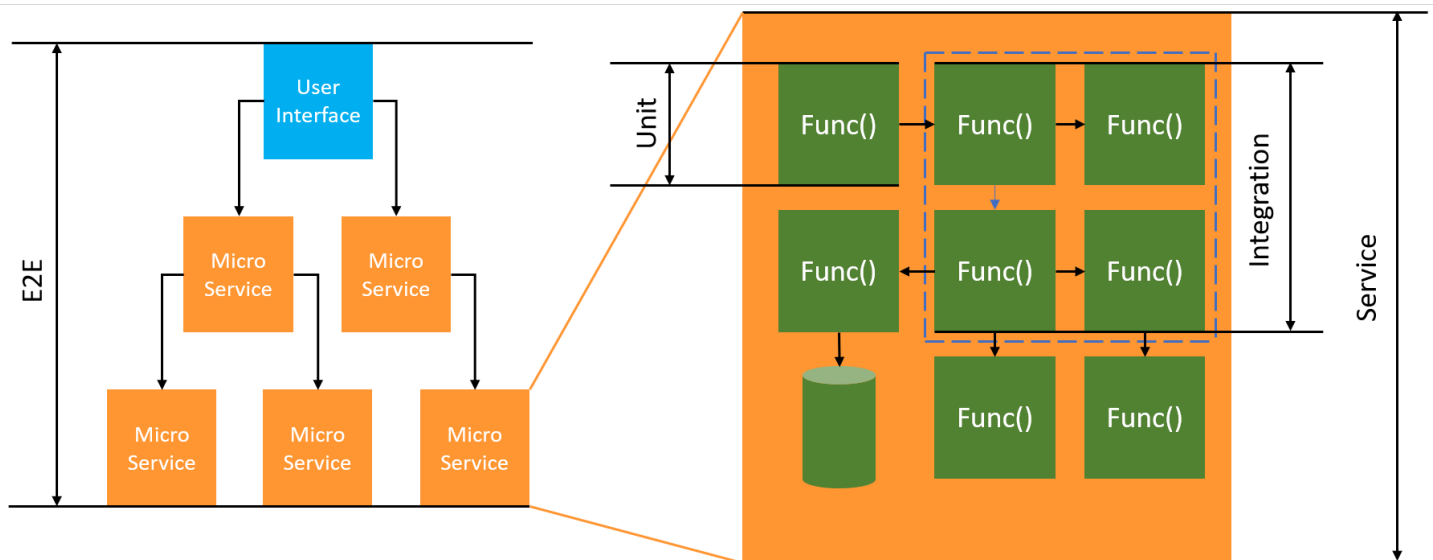 E2E
User
Interface
Micro
Service
Micro
Service
Micro
Service
Micro
Service
Micro
Service
Unit
Func()
Func()
Func()
Func()
Func()
Func()
Func()
Func()
Integration
Service